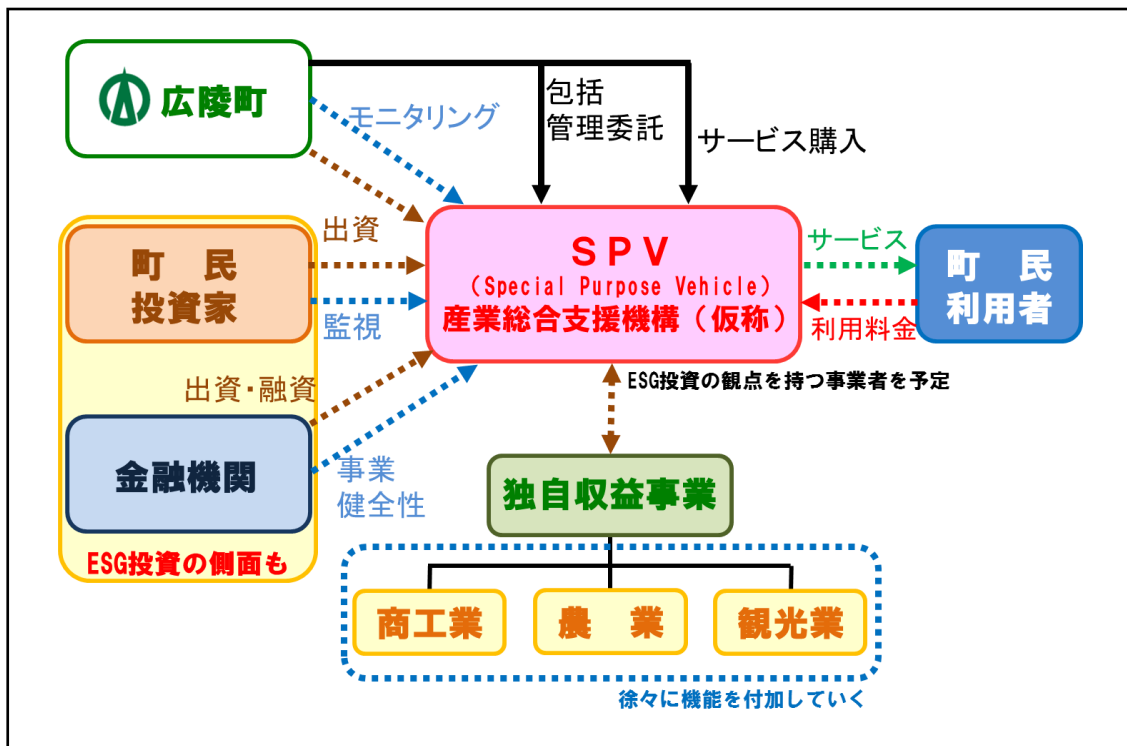 広陵町
モニタリング
包括
管理委託
サービス購入
町　民
投資家
出資
監視
ＳＰＶ
（Special Purpose Vehicle）
産業総合支援機構（仮称）
サービス
利用料金
町　民
利用者
出資・融資
ESG投資の観点を持つ事業者を予定
金融機関
事業
健全性
ESG投資の側面も
独自収益事業
商工業
農　業
観光業
徐々に機能を付加していく